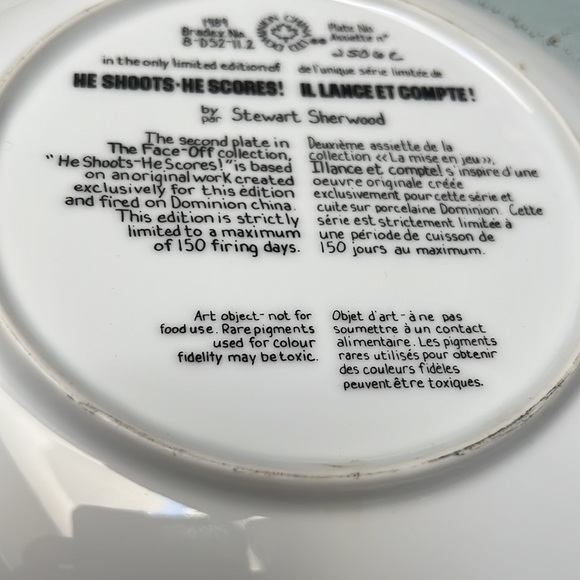 1989
Bradex No.
8-D52-11.2
Plate No.
Assiette nº
2506C
in the only limited edition of
HE SHOOTS·HE SCORES!
de l'unique série limitée de
IL LANCE ET COMPTE!
by
par Stewart Sherwood
The second plate in
The Face-Off collection,
"He Shoots-He Scores!" is based
on an original work created
exclusively for this edition
and fired on Dominion china.
This edition is strictly
limited to a maximum
of 150 firing days.
Deuxième assiette de la
collection «La mise en jeu»,
Il lance et compte! s'inspire d'une
oeuvre originale créée
exclusivement pour cette série et
cuite sur porcelaine Dominion. Cette
série est strictement limitée à
une période de cuisson de
150 jours au maximum.
Art object - not for
food use. Rare pigments
used for colour
fidelity may be toxic.
Objet d'art - à ne pas
soumettre à un contact
alimentaire. Les pigments
rares utilisés pour obtenir
des couleurs fidèles
peuvent être toxiques.